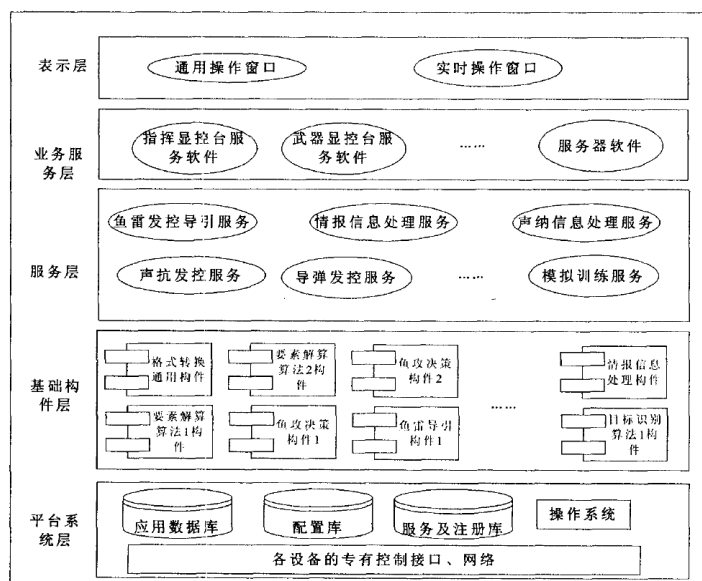 表示层
通用操作窗口
实时操作窗口
业务服
务层
指挥显控台服
务软件
武器显控台服
务软件
……
服务器软件
服务层
鱼雷发控导引服务
情报信息处理服务
声纳信息处理服务
声抗发控服务
导弹发控服务
……
模拟训练服务
基础构
件层
格式转换
通用构件
要素解算
算法2构
件
鱼攻决策
构件2
情报信息
处理构件
……
要素解算
算法1构
件
鱼攻决策
构件1
鱼雷导引
构件1
目标识别
算法1构
件
平台系
统层
应用数据库
配置库
服务及注册库
操作系统
各设备的专有控制接口、网络